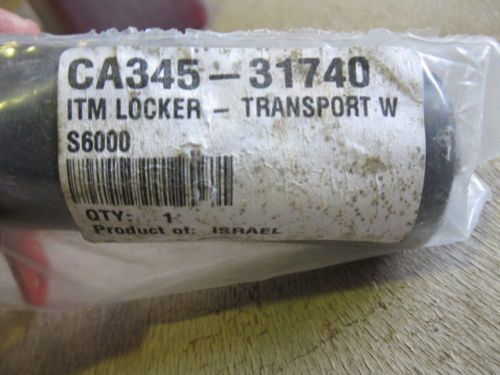 CA345-31740
ITM LOCKER - TRANSPORT W
S6000
QTY: 1
Product of: ISRAEL